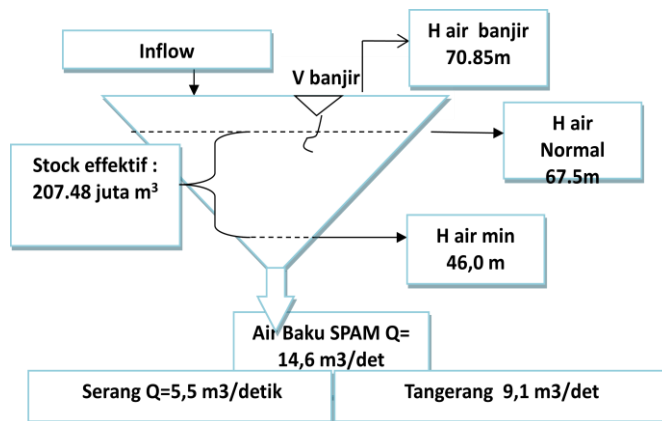 Inflow
V banjir
H air banjir
70.85m
Stock effektif :
207.48 juta m³
H air
Normal
67.5m
H air min
46,0 m
Air Baku SPAM Q=
14,6 m3/det
Serang Q=5,5 m3/detik
Tangerang 9,1 m3/det